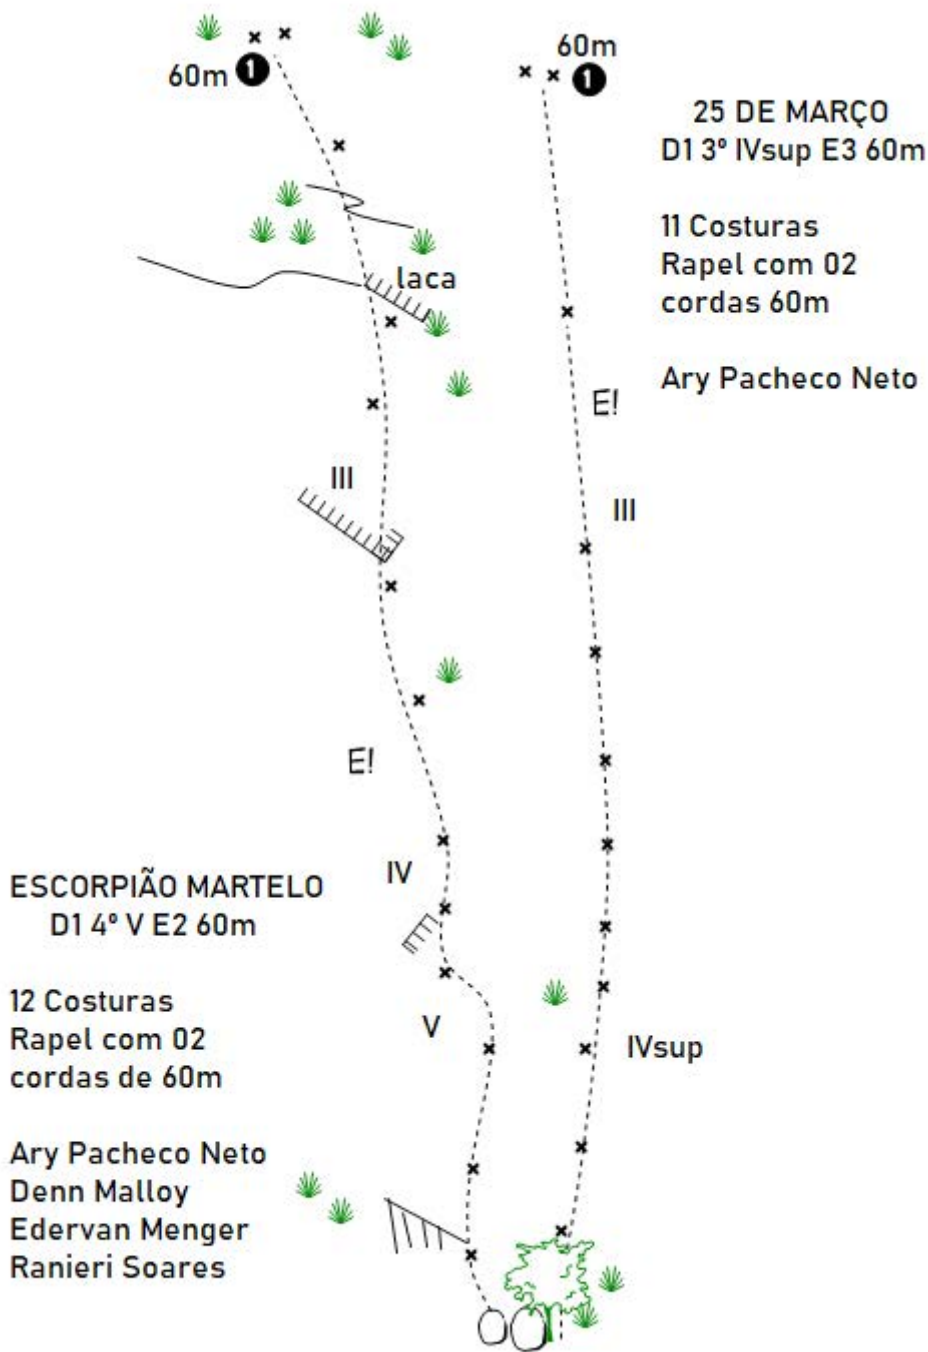 60m 1
60m
1
25 DE MARÇO
D1 3º IVsup E3 60m
11 Costuras
Rapel com 02
cordas 60m
Ary Pacheco Neto
laca
E!
III
III
E!
IV
ESCORPIÃO MARTELO
D1 4º V E2 60m
12 Costuras
Rapel com 02
cordas de 60m
V
IVsup
Ary Pacheco Neto
Denn Malloy
Edervan Menger
Ranieri Soares